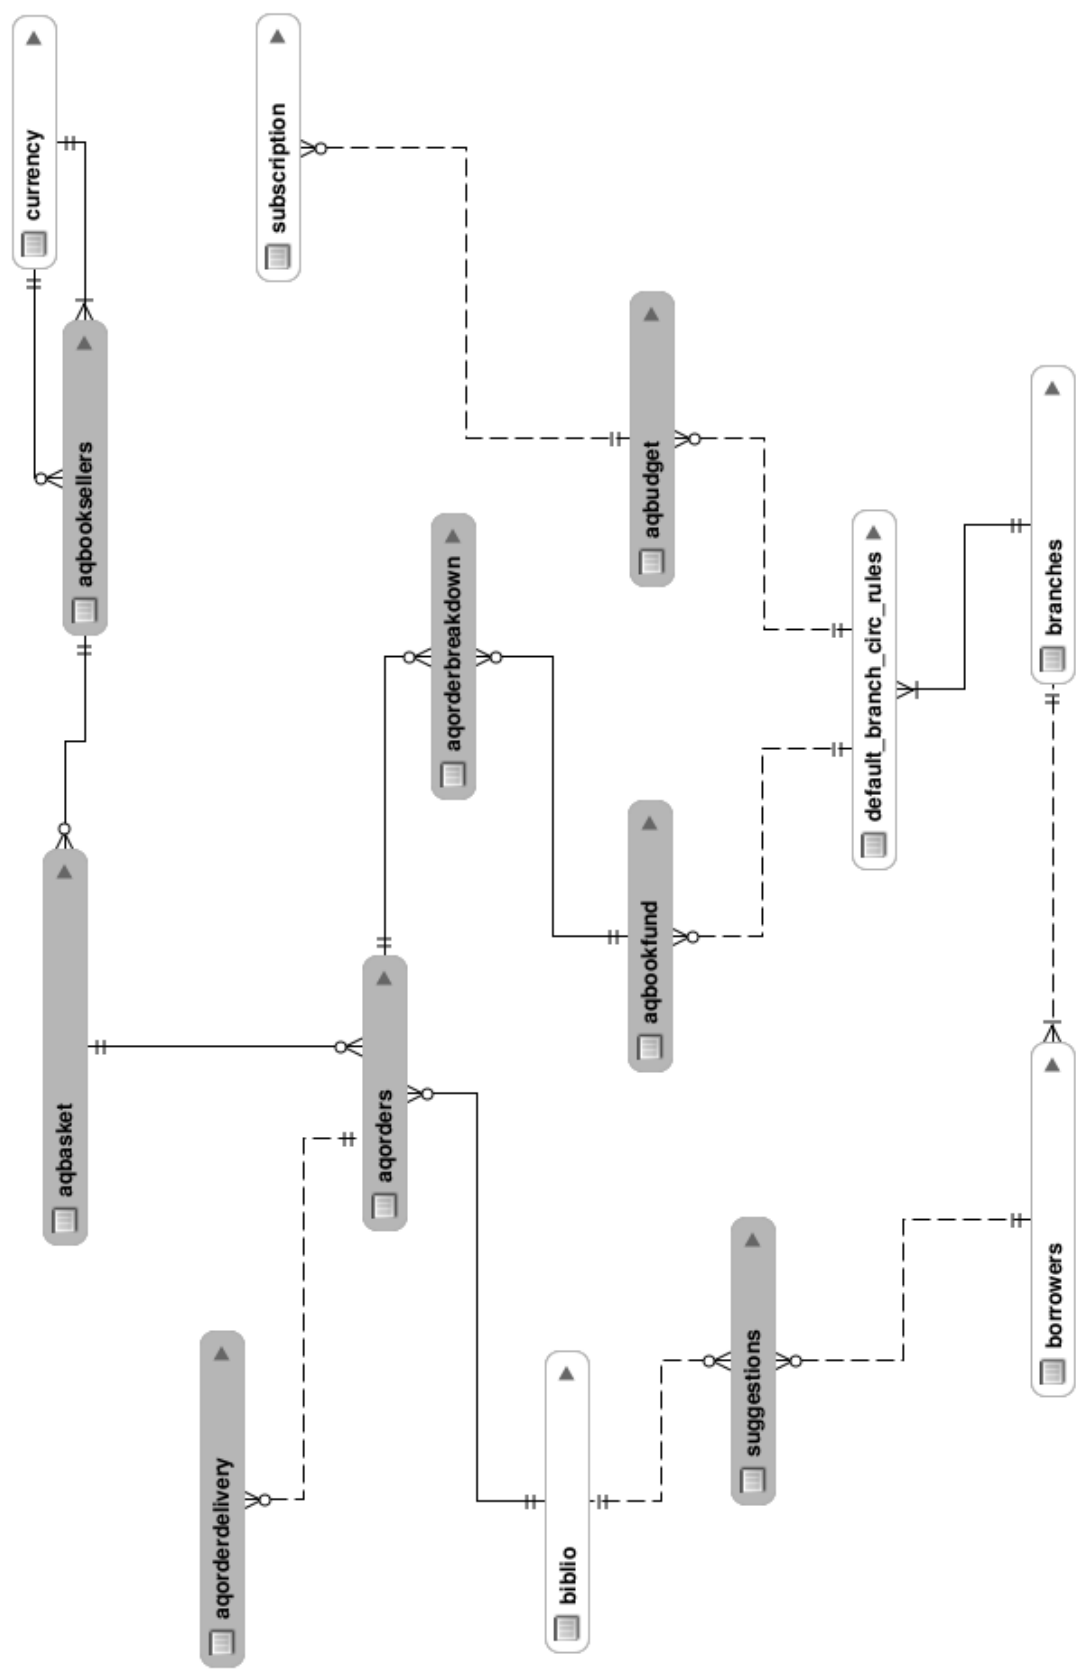 currency
subscription
aqbooksellers
aqbudget
aqorderbreakdown
default_branch_circ_rules
branches
aqbasket
aqorders
aqbookfund
aqorderdelivery
biblio
suggestions
borrowers